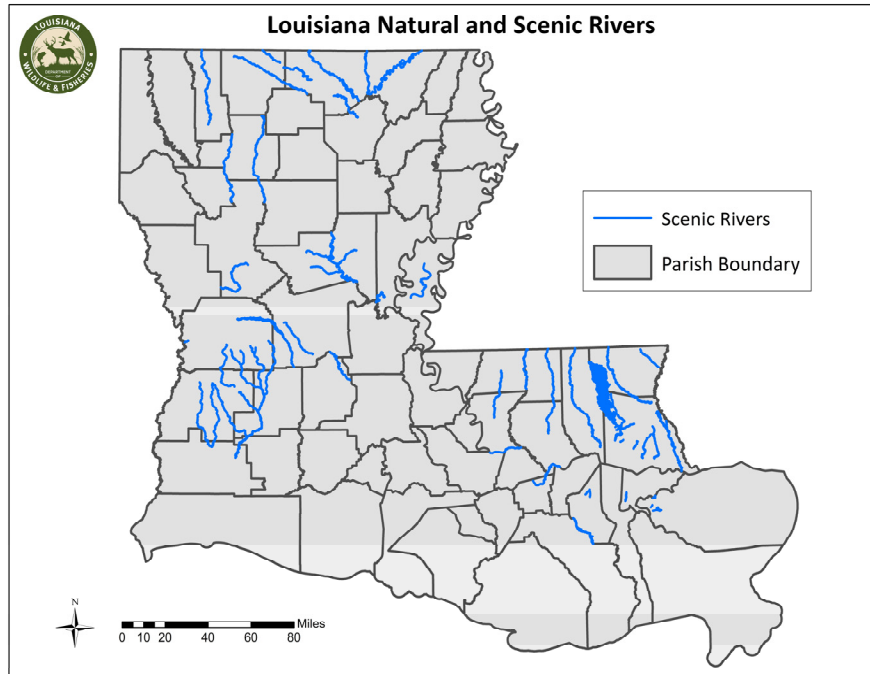 Louisiana Natural and Scenic Rivers
LOUISIANA
DEPARTMENT
OF
WILDLIFE & FISHERIES
Scenic Rivers
Parish Boundary
N
Miles
0 10 20 40 60 80